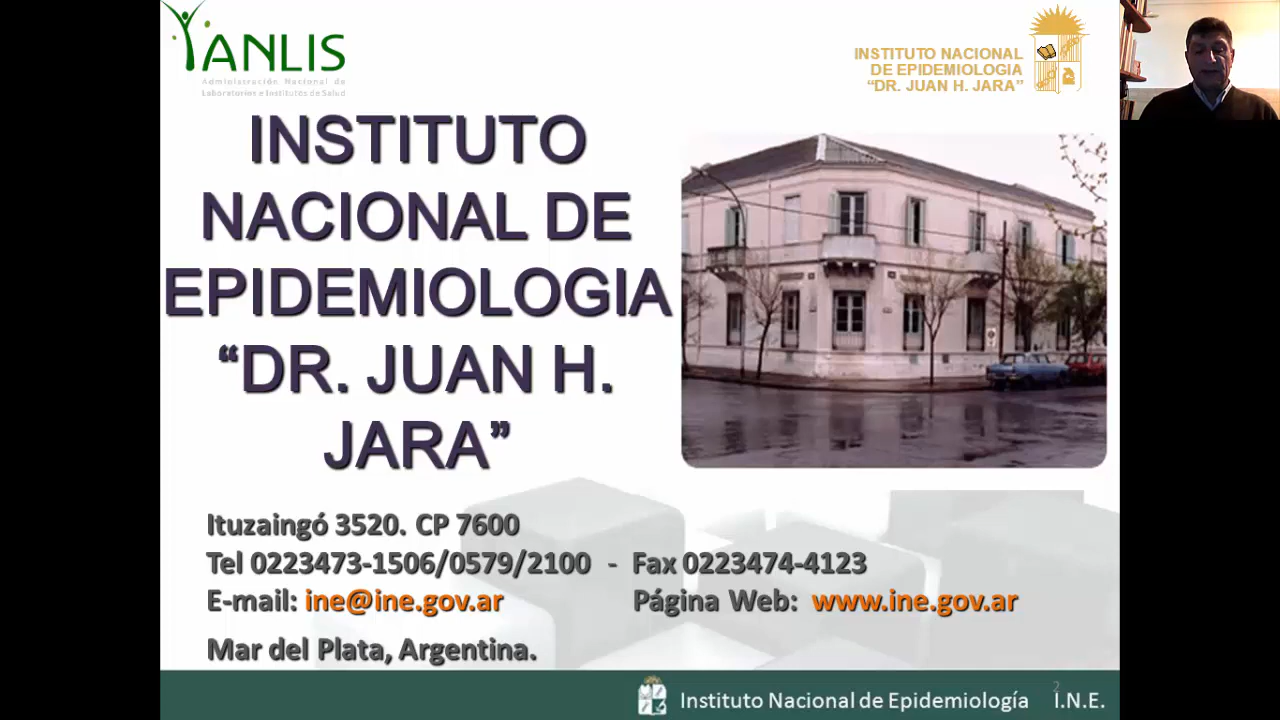 ANLIS
Administración Nacional de
Laboratorios e Institutos de Salud
INSTITUTO NACIONAL
DE EPIDEMIOLOGIA
“DR. JUAN H. JARA”
INSTITUTO
NACIONAL DE
EPIDEMIOLOGIA
“DR. JUAN H.
JARA”
Ituzaingó 3520. CP 7600
Tel 0223473-1506/0579/2100 - Fax 0223474-4123
E-mail: ine@ine.gov.ar Página Web: www.ine.gov.ar
Mar del Plata, Argentina.
Instituto Nacional de Epidemiología I.N.E.
2